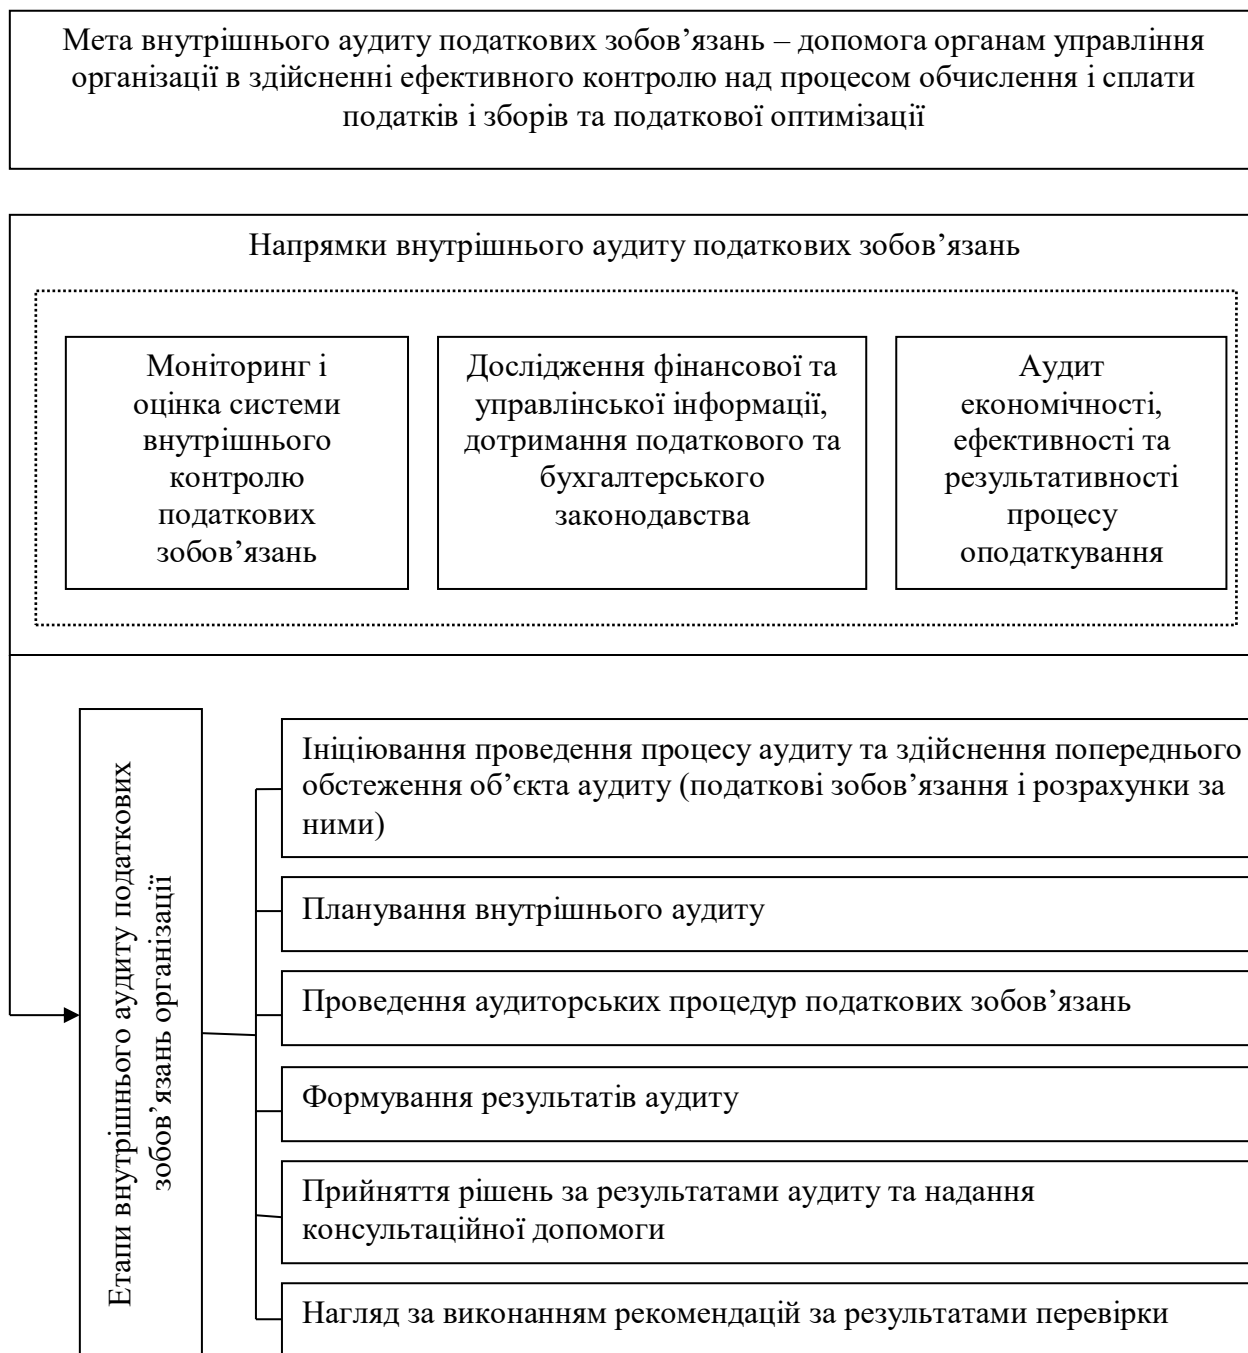 Мета внутрішнього аудиту податкових зобов’язань – допомога органам управління
організації в здійсненні ефективного контролю над процесом обчислення і сплати
податків і зборів та податкової оптимізації
Напрямки внутрішнього аудиту податкових зобов’язань
Моніторинг і
оцінка системи
внутрішнього
контролю
податкових
зобов’язань
Дослідження фінансової та
управлінської інформації,
дотримання податкового та
бухгалтерського
законодавства
Аудит
економічності,
ефективності та
результативності
процесу
оподаткування
Етапи внутрішнього аудиту податкових
зобов’язань організації
Ініціювання проведення процесу аудиту та здійснення попереднього
обстеження об’єкта аудиту (податкові зобов’язання і розрахунки за
ними)
Планування внутрішнього аудиту
Проведення аудиторських процедур податкових зобов’язань
Формування результатів аудиту
Прийняття рішень за результатами аудиту та надання
консультаційної допомоги
Нагляд за виконанням рекомендацій за результатами перевірки